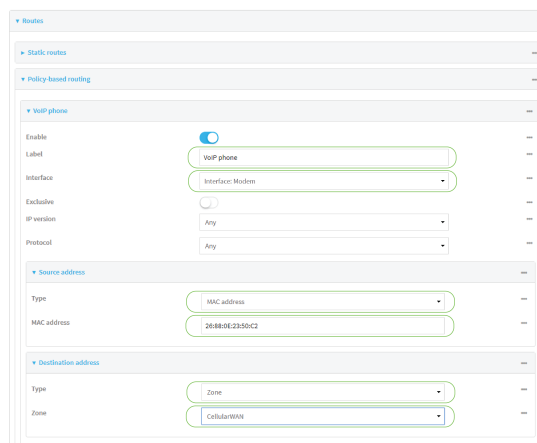 Routes
Static routes
Policy-based routing
VoIP phone
Enable
Label VoIP phone
Interface Interface: Modem
Exclusive
IP version Any
Protocol Any
Source address
Type MAC address
MAC address 26:88:0E:23:50:C2
Destination address
Type Zone
Zone CellularWAN